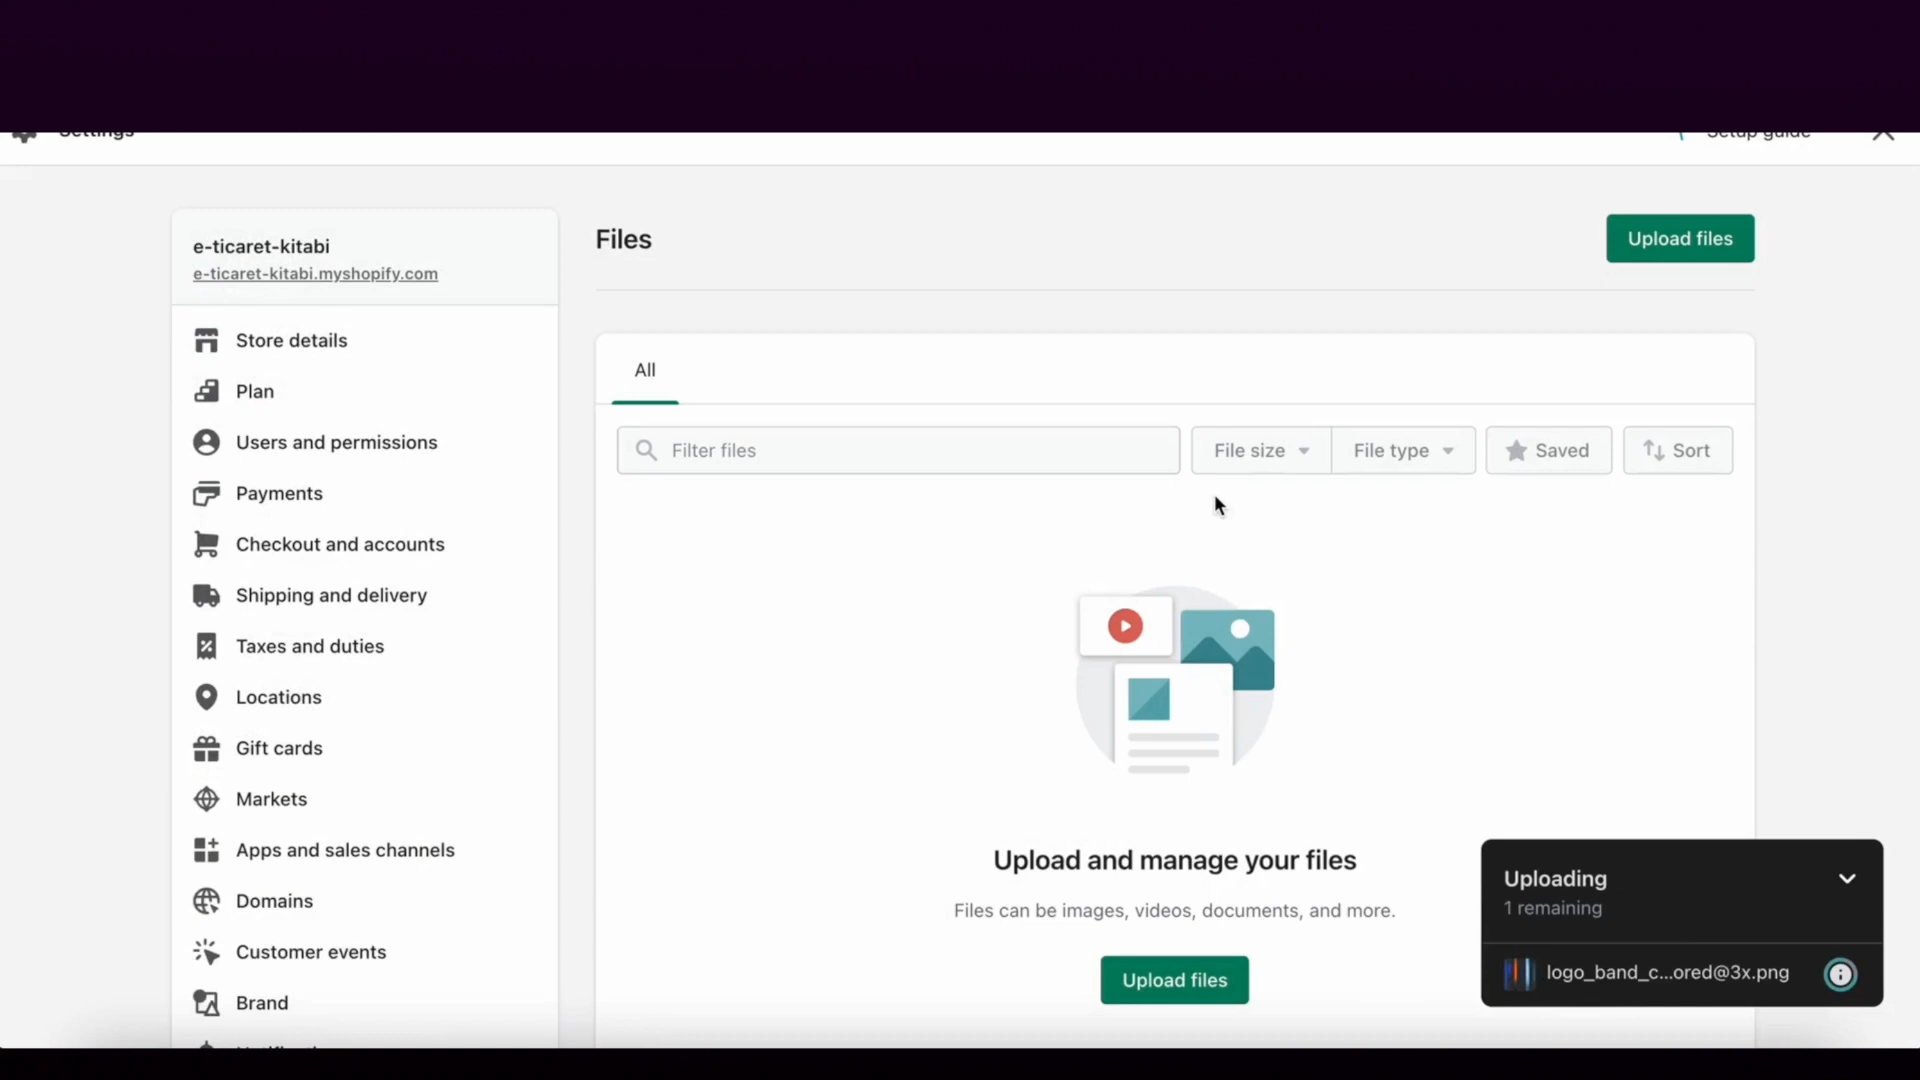 Settings
Setup guide
e-ticaret-kitabi
e-ticaret-kitabi.myshopify.com
Store details
Plan
Users and permissions
Payments
Checkout and accounts
Shipping and delivery
Taxes and duties
Locations
Gift cards
Markets
Apps and sales channels
Domains
Customer events
Brand
Files
Upload files
All
Filter files
File size
File type
Saved
Sort
Upload and manage your files
Files can be images, videos, documents, and more.
Upload files
Uploading
1 remaining
logo_band_c...ored@3x.png